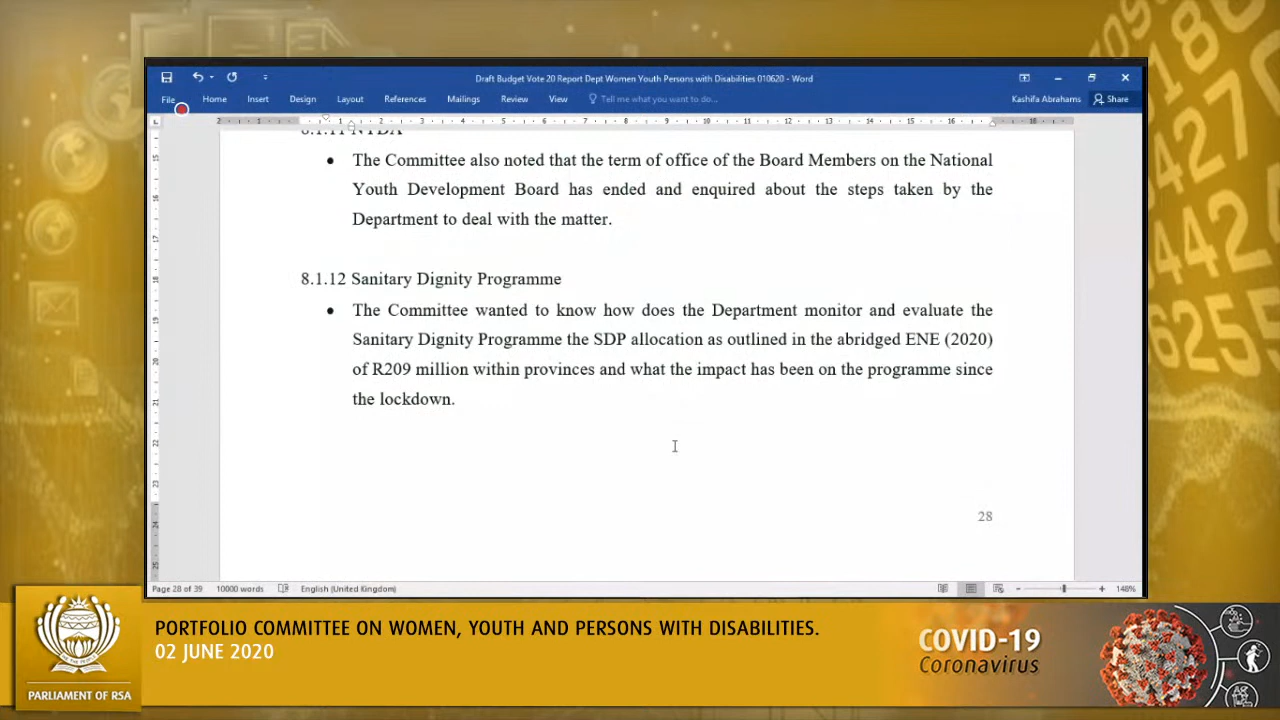 Draft Budget Vote 20 Report Dept Women Youth Persons with Disabilities 010620 - Word
File Home Insert Design Layout References Mailings Review View Tell me what you want to do... Kashifa Abrahams Share
8.1.11 NYDA
• The Committee also noted that the term of office of the Board Members on the National
Youth Development Board has ended and enquired about the steps taken by the
Department to deal with the matter.
8.1.12 Sanitary Dignity Programme
• The Committee wanted to know how does the Department monitor and evaluate the
Sanitary Dignity Programme the SDP allocation as outlined in the abridged ENE (2020)
of R209 million within provinces and what the impact has been on the programme since
the lockdown.
28
Page 28 of 39 10000 words English (United Kingdom) 148%
PORTFOLIO COMMITTEE ON WOMEN, YOUTH AND PERSONS WITH DISABILITIES.
02 JUNE 2020
COVID-19
Coronavirus
PARLIAMENT OF RSA